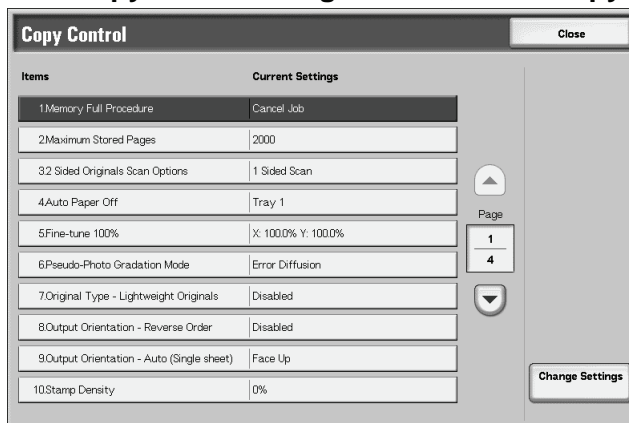 Copy Control
Close
Items Current Settings
1.Memory Full Procedure Cancel Job
2.Maximum Stored Pages 2000
3.2 Sided Originals Scan Options 1 Sided Scan
4.Auto Paper Off Tray 1
5.Fine-tune 100% X: 100.0% Y: 100.0%
6.Pseudo-Photo Gradation Mode Error Diffusion
7.Original Type - Lightweight Originals Disabled
8.Output Orientation - Reverse Order Disabled
9.Output Orientation - Auto (Single sheet) Face Up
10.Stamp Density 0%
Page
1
4
Change Settings